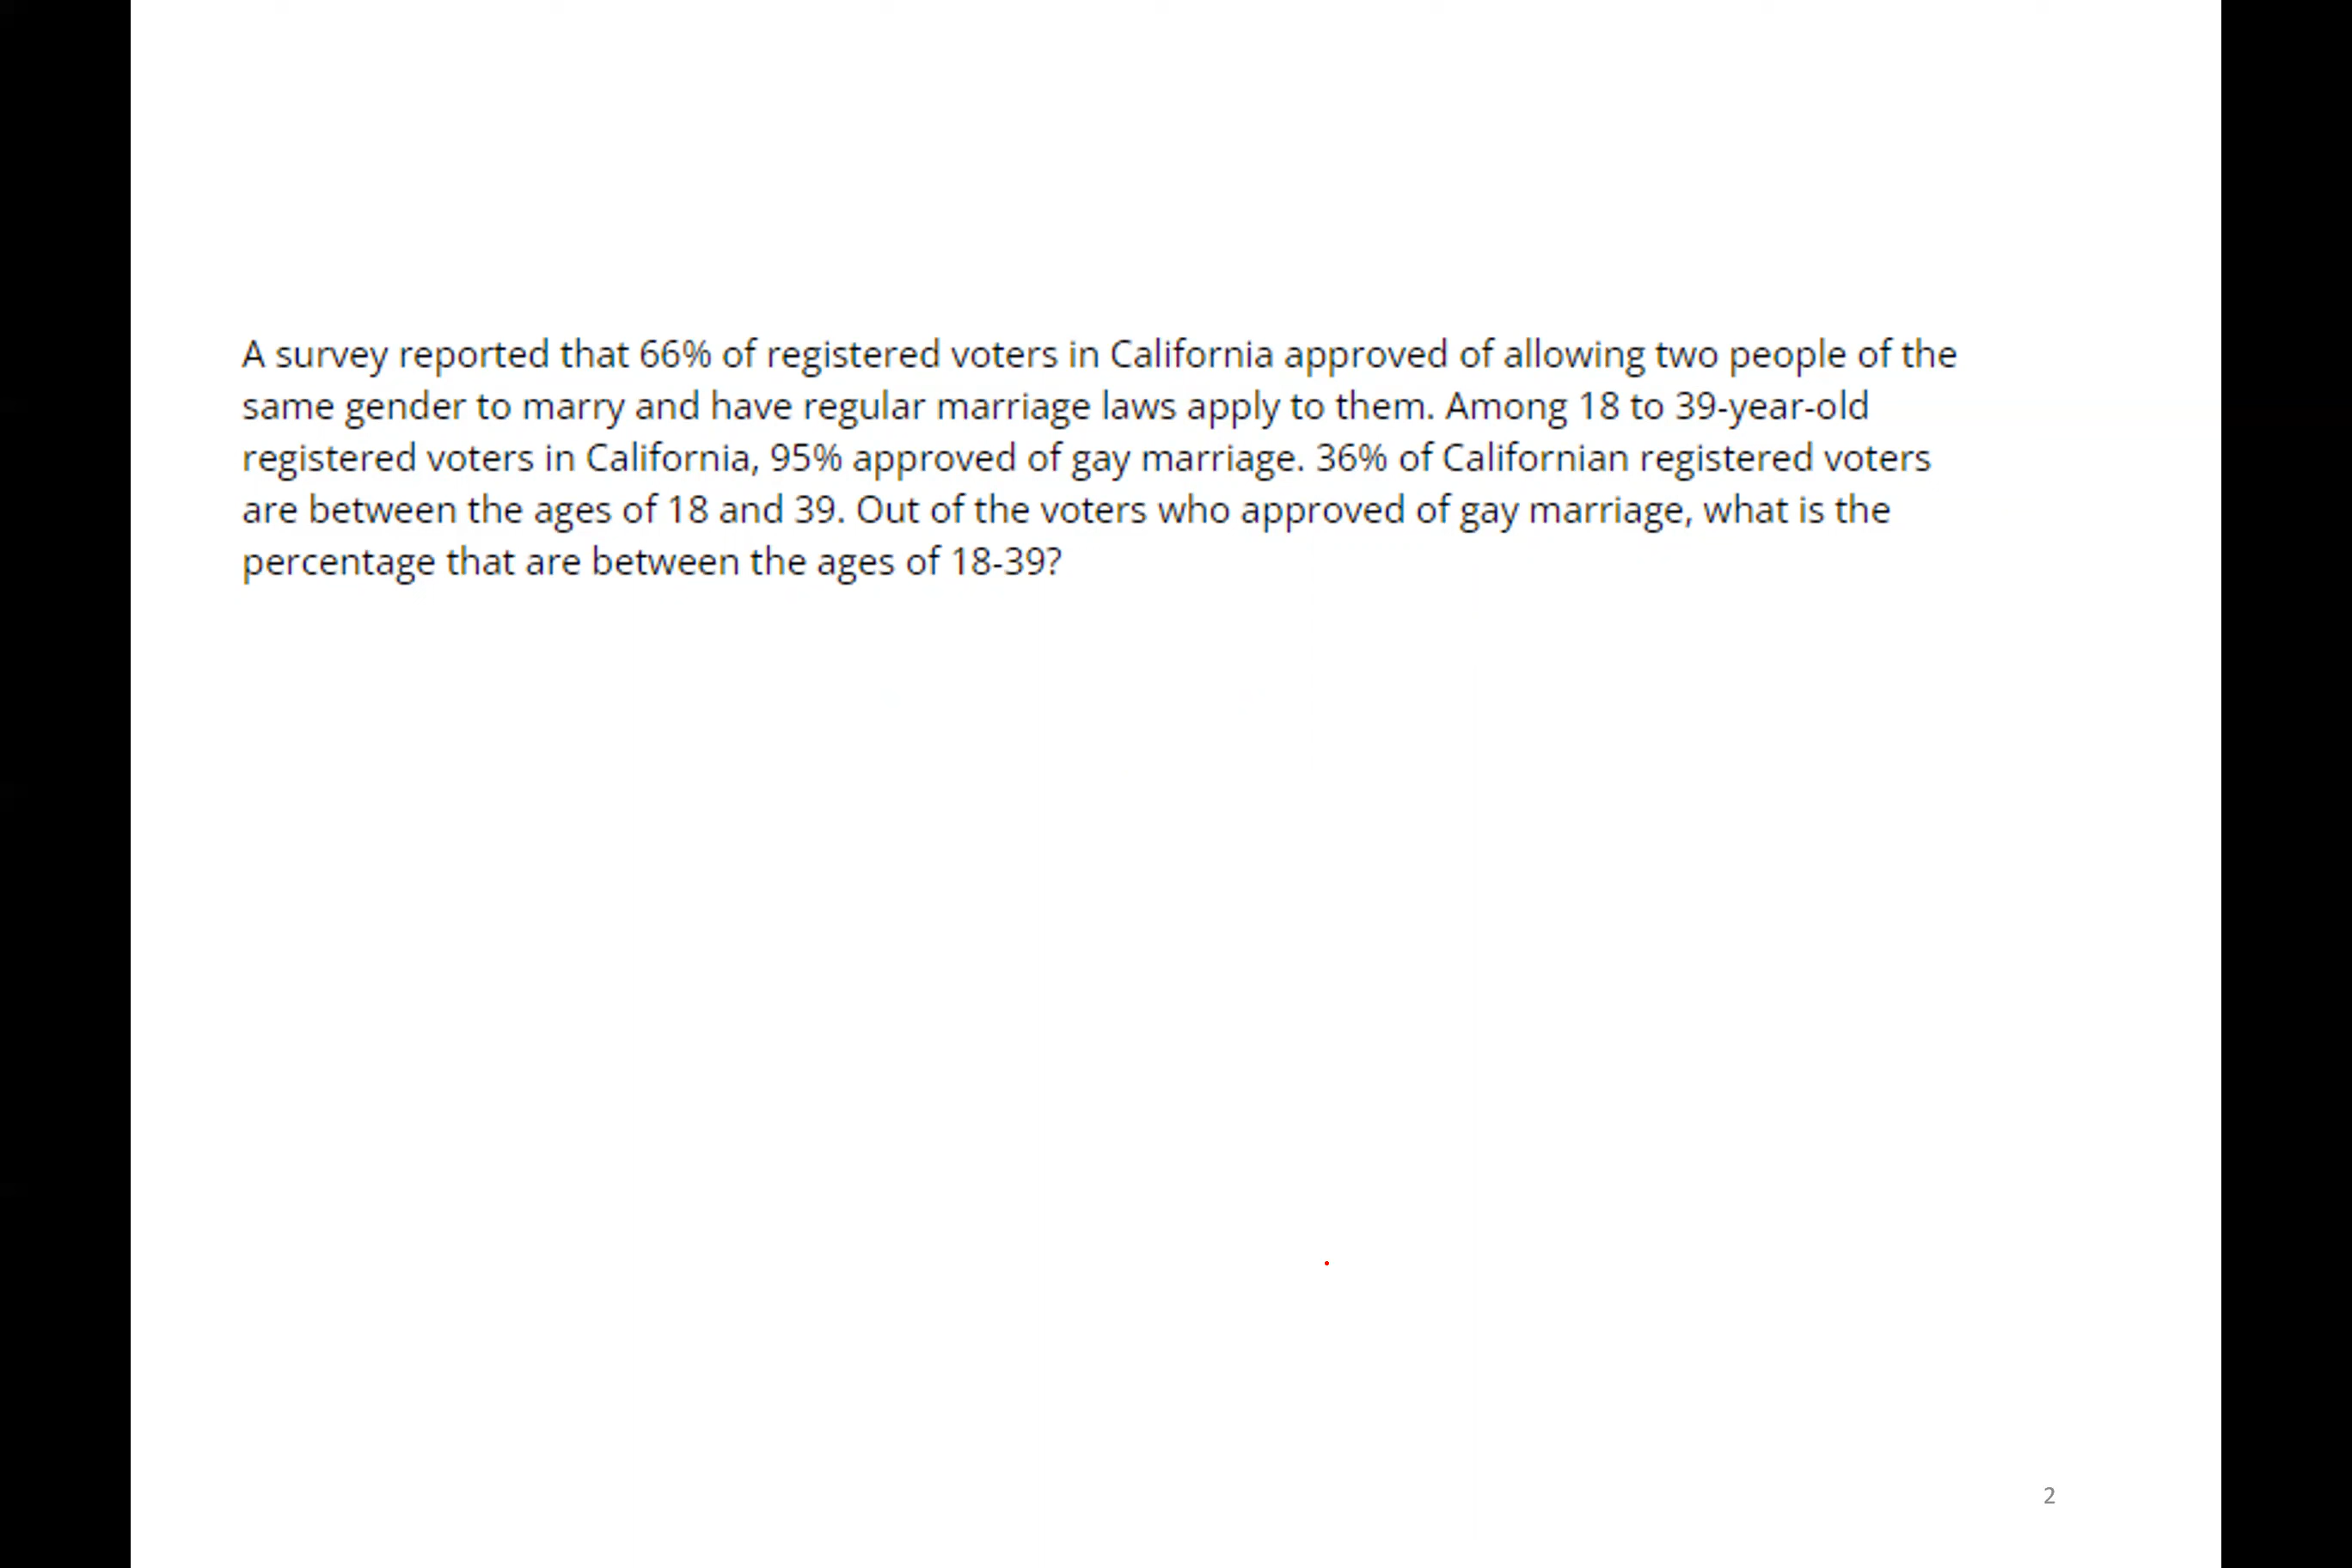 A survey reported that 66% of registered voters in California approved of allowing two people of the
same gender to marry and have regular marriage laws apply to them. Among 18 to 39-year-old
registered voters in California, 95% approved of gay marriage. 36% of Californian registered voters
are between the ages of 18 and 39. Out of the voters who approved of gay marriage, what is the
percentage that are between the ages of 18-39?
2